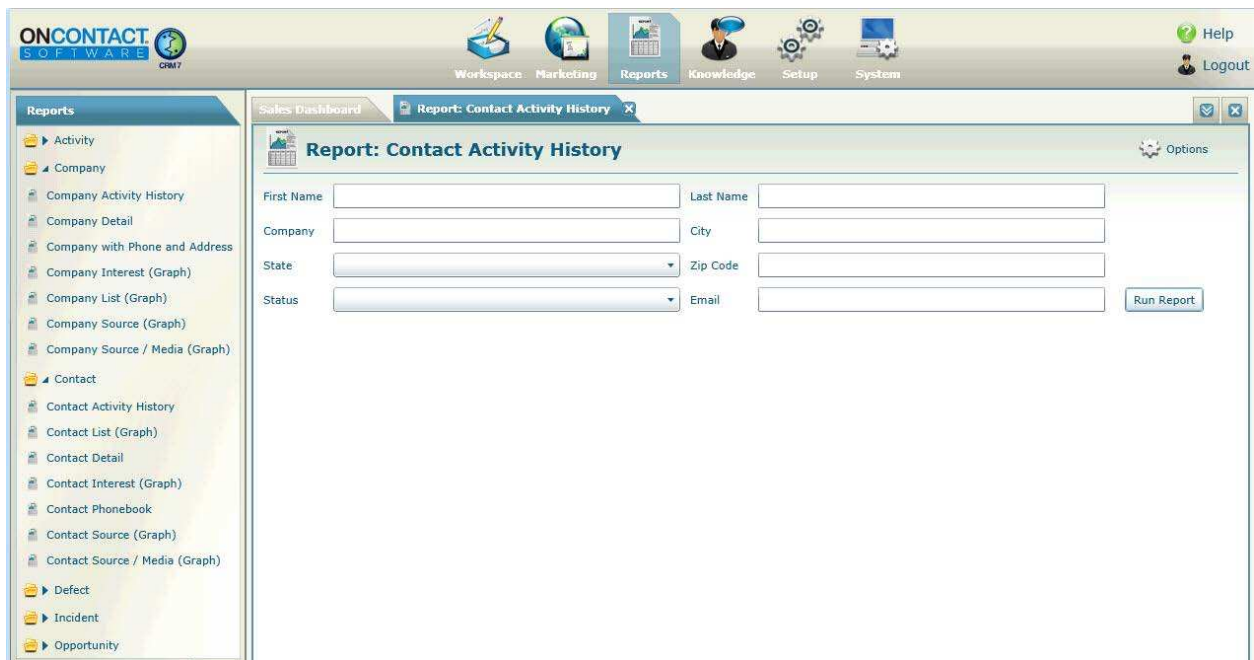 ONCONTACT
SOFTWARE
CRM7
Workspace
Marketing
Reports
Knowledge
Setup
System
Help
Logout
Reports
Activity
Company
Company Activity History
Company Detail
Company with Phone and Address
Company Interest (Graph)
Company List (Graph)
Company Source (Graph)
Company Source / Media (Graph)
Contact
Contact Activity History
Contact List (Graph)
Contact Detail
Contact Interest (Graph)
Contact Phonebook
Contact Source (Graph)
Contact Source / Media (Graph)
Defect
Incident
Opportunity
Sales Dashboard
Report: Contact Activity History
Report: Contact Activity History
Options
First Name
Last Name
Company
City
State
Zip Code
Status
Email
Run Report